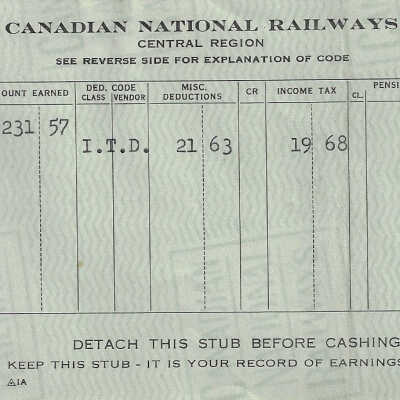 CANADIAN NATIONAL RAILWAYS
CENTRAL REGION
SEE REVERSE SIDE FOR EXPLANATION OF CODE
OUNT EARNED DED. CODE CLASS VENDOR MISC. DEDUCTIONS CR INCOME TAX CL. PENSI
231 57 I.T.D. 21 63 19 68
DETACH THIS STUB BEFORE CASHING
KEEP THIS STUB - IT IS YOUR RECORD OF EARNINGS
1A